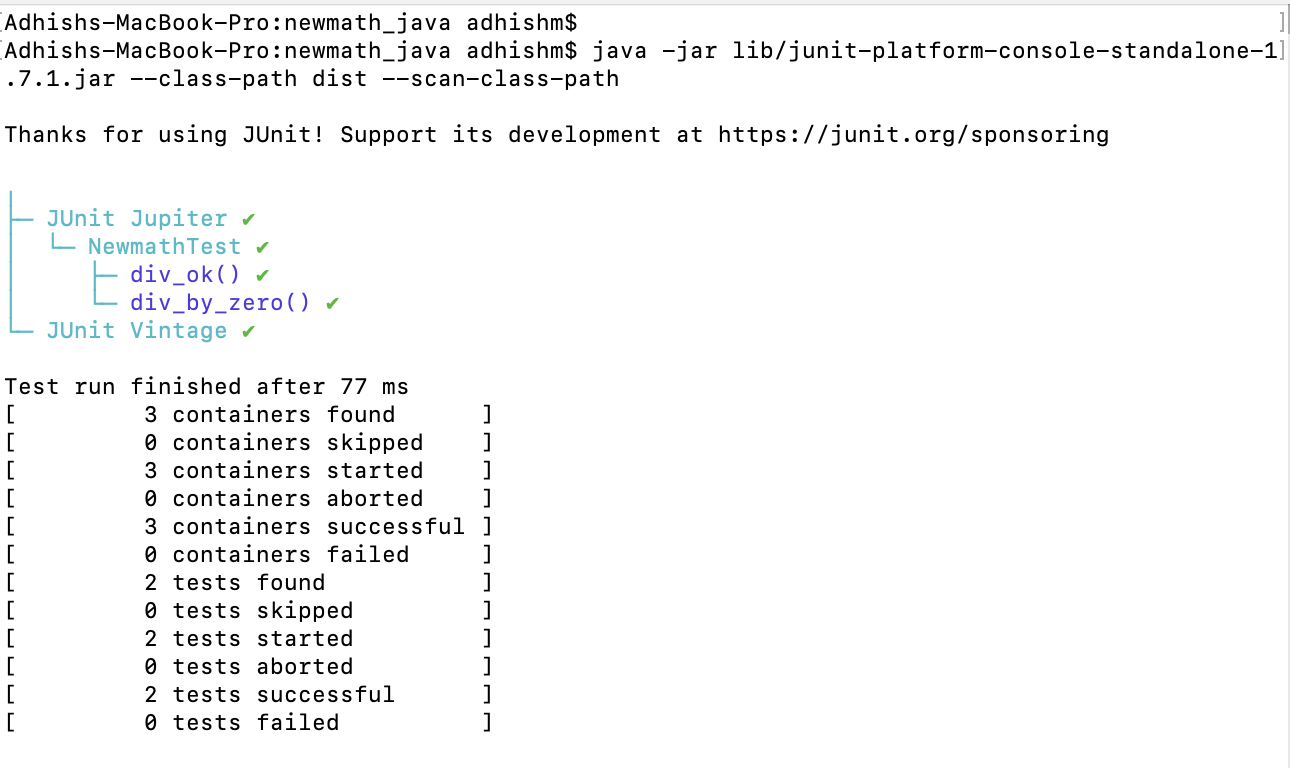 [Adhishs-MacBook-Pro:newmath_java adhishm$ ]
[Adhishs-MacBook-Pro:newmath_java adhishm$ java -jar lib/junit-platform-console-standalone-1]
.7.1.jar --class-path dist --scan-class-path
Thanks for using JUnit! Support its development at https://junit.org/sponsoring
├─ JUnit Jupiter ✔
│  └─ NewmathTest ✔
│     ├─ div_ok() ✔
│     └─ div_by_zero() ✔
└─ JUnit Vintage ✔
Test run finished after 77 ms
[         3 containers found      ]
[         0 containers skipped    ]
[         3 containers started    ]
[         0 containers aborted    ]
[         3 containers successful ]
[         0 containers failed     ]
[         2 tests found           ]
[         0 tests skipped         ]
[         2 tests started         ]
[         0 tests aborted         ]
[         2 tests successful      ]
[         0 tests failed          ]